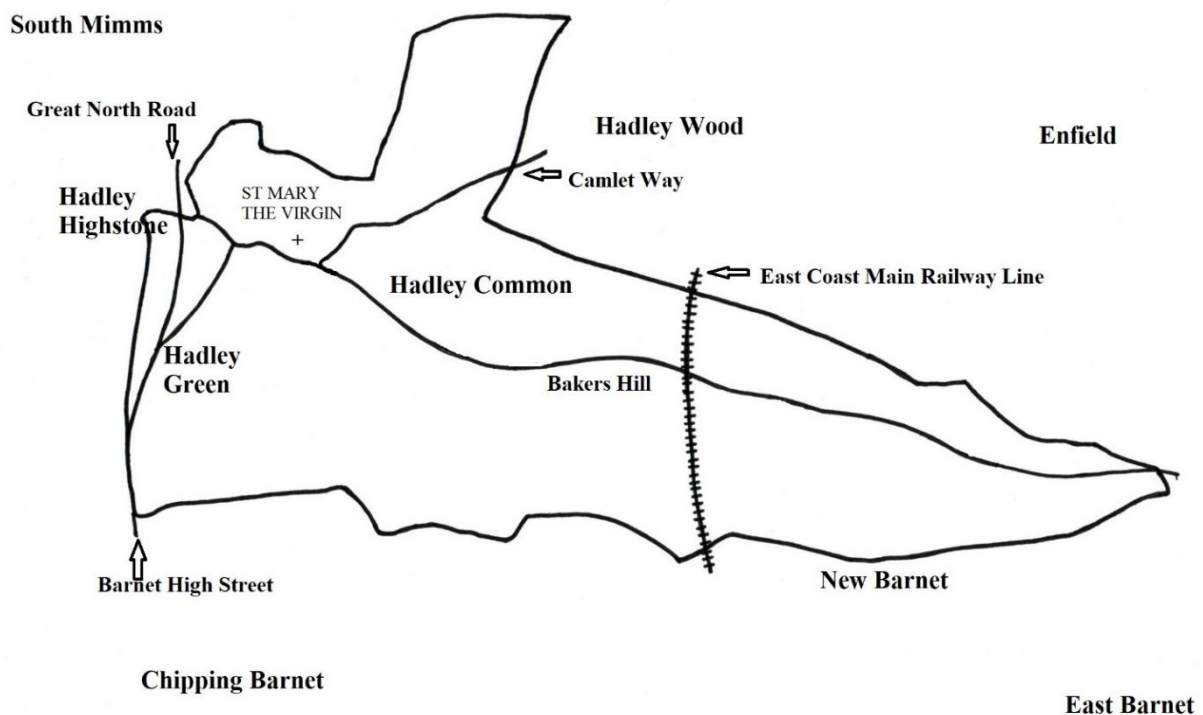 South Mimms
Great North Road
Hadley Wood
Enfield
Camlet Way
Hadley
Highstone
ST MARY
THE VIRGIN
East Coast Main Railway Line
Hadley Common
Hadley
Green
Bakers Hill
Barnet High Street
New Barnet
Chipping Barnet
East Barnet